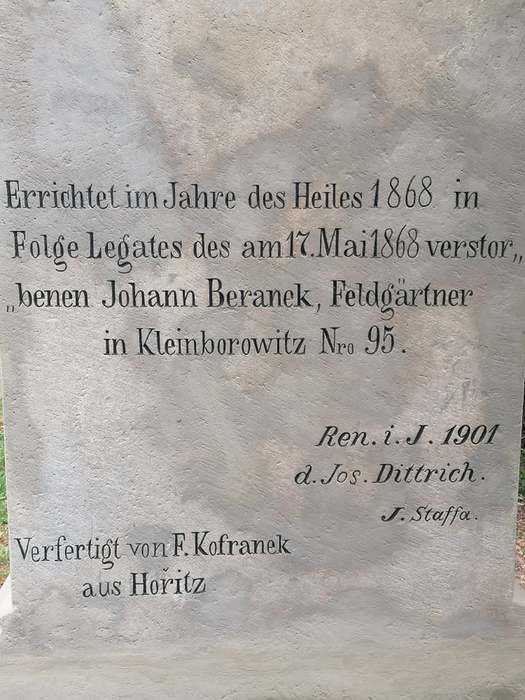 Errichtet im Jahre des Heiles 1868 in
Folge Legates des am 17. Mai 1868 verstor„
„benen Johann Beranek, Feldgärtner
in Kleinborowitz Nro 95.
Ren. i. J. 1901
d. Jos. Dittrich.
J. Staffa.
Verfertigt von F. Kofranek
aus Hořitz